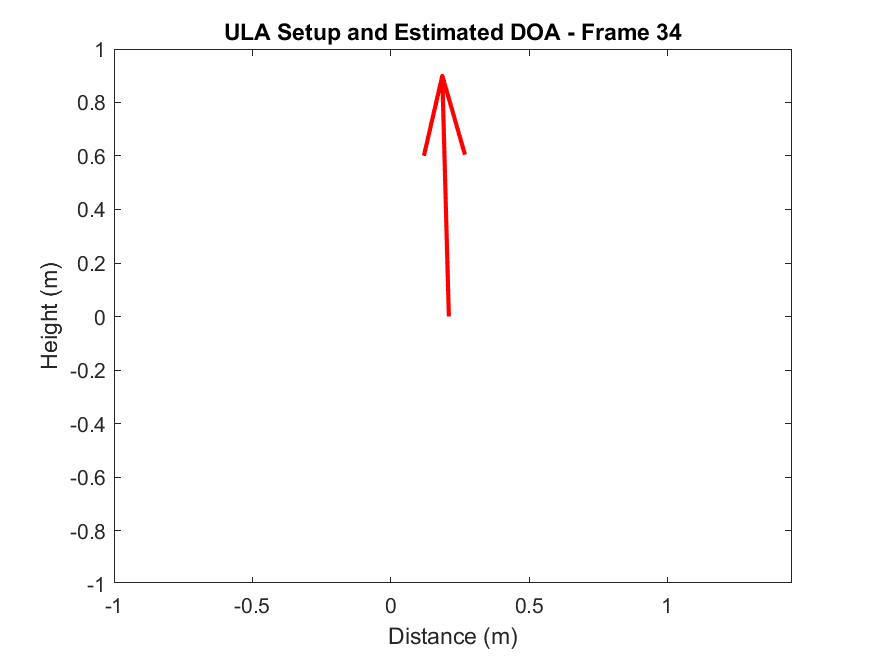 ULA Setup and Estimated DOA - Frame 34
1
0.8
0.6
0.4
0.2
0
-0.2
-0.4
-0.6
-0.8
-1
Height (m)
-1 -0.5 0 0.5 1
Distance (m)